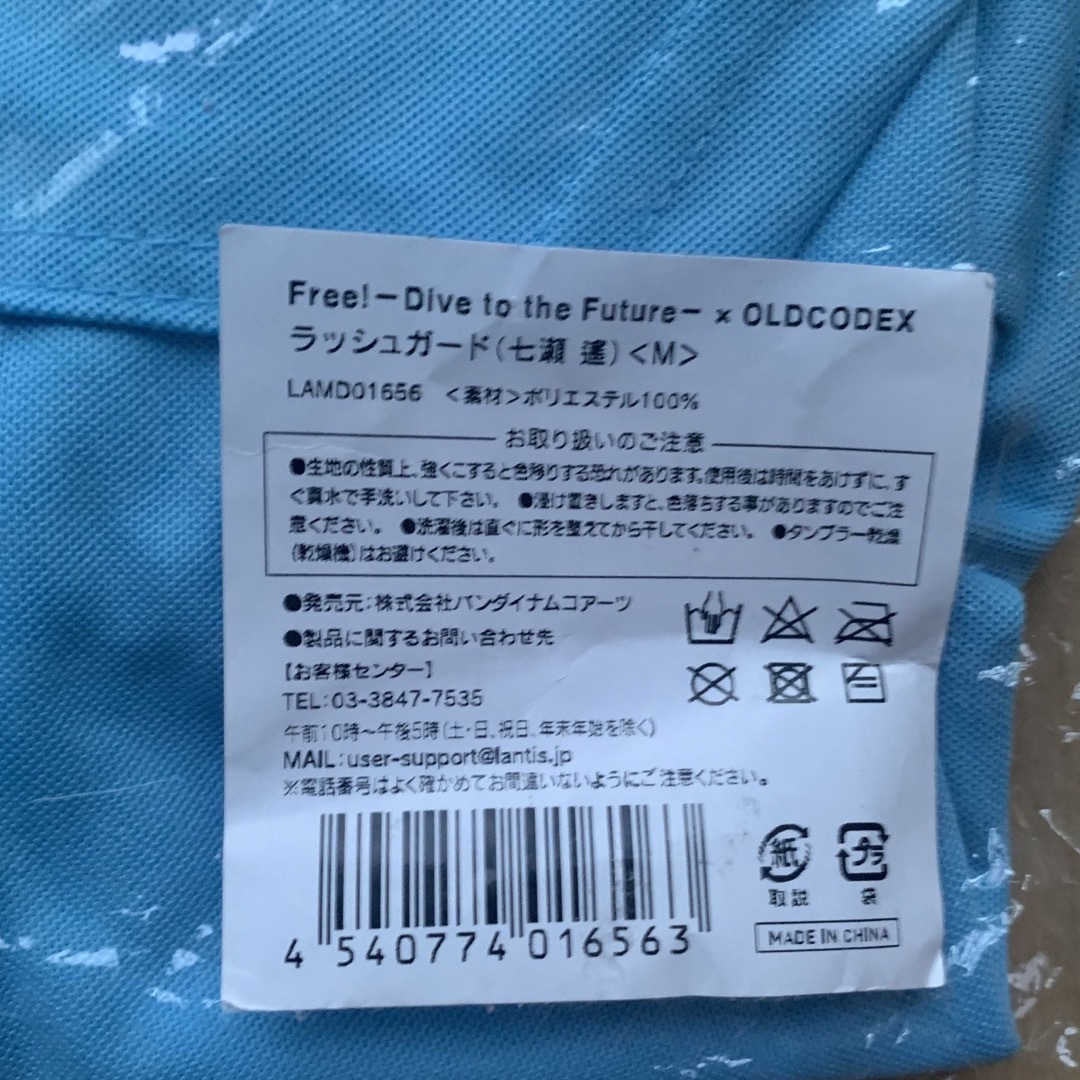 Free!−Dive to the Future− × OLDCODEX
ラッシュガード(七瀬 遙)<M>
LAMD01656 <素材>ポリエステル100%
お取り扱いのご注意
●生地の性質上、強くこすると色移りする恐れがあります。使用後は時間をあけずに、す
ぐ真水で手洗いして下さい。 ●浸け置きしますと、色落ちする事がありますのでご注
意ください。 ●洗濯後は直ぐに形を整えてから干してください。 ●タンブラー乾燥
(乾燥機)はお避けください。
●発売元:株式会社バンダイナムコアーツ
●製品に関するお問い合わせ先
【お客様センター】
TEL:03-3847-7535
午前10時～午後5時(土・日、祝日、年末年始を除く)
MAIL:user-support@lantis.jp
※電話番号はよく確かめてお間違いないようにご注意ください。
紙
プラ
取説
袋
MADE IN CHINA
4 540774 016563